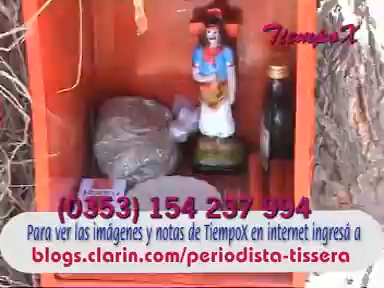 TiempoX
(0353) 154 237 994
Para ver las imágenes y notas de TiempoX en internet ingresá a
blogs.clarin.com/periodista-tissera